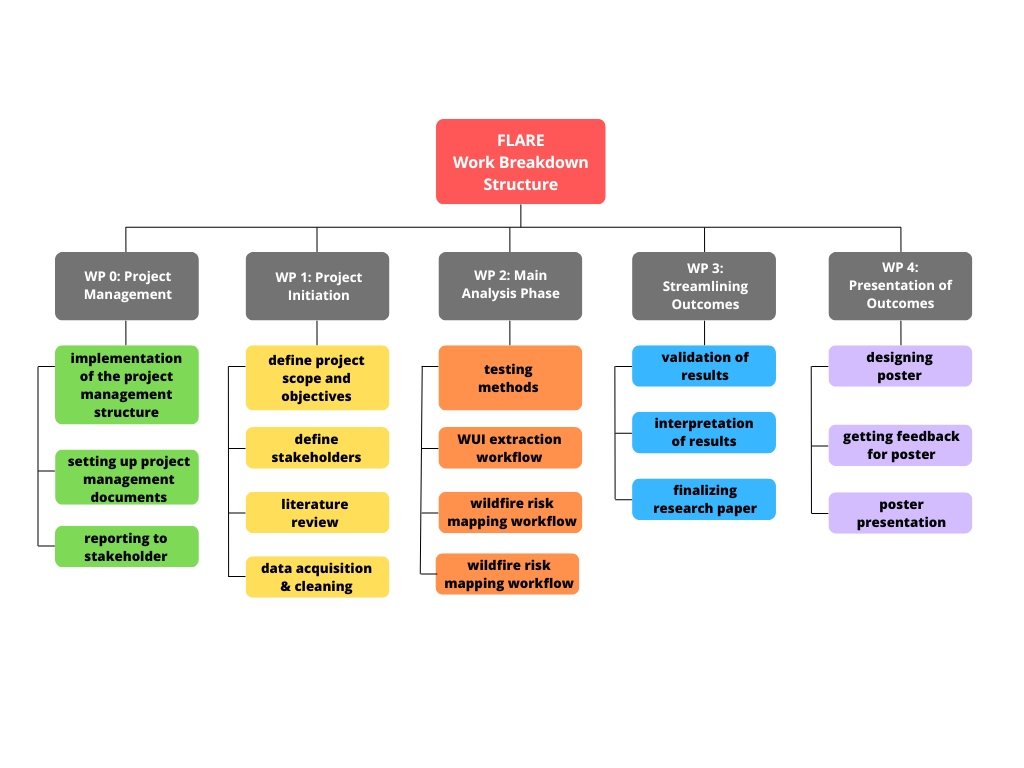 FLARE
Work Breakdown
Structure
WP 0: Project
Management
WP 1: Project
Initiation
WP 2: Main
Analysis Phase
WP 3:
Streamlining
Outcomes
WP 4:
Presentation of
Outcomes
implementation
of the project
management
structure
setting up project
management
documents
reporting to
stakeholder
define project
scope and
objectives
define
stakeholders
literature
review
data acquisition
& cleaning
testing
methods
WUI extraction
workflow
wildfire risk
mapping workflow
wildfire risk
mapping workflow
validation of
results
interpretation
of results
finalizing
research paper
designing
poster
getting feedback
for poster
poster
presentation